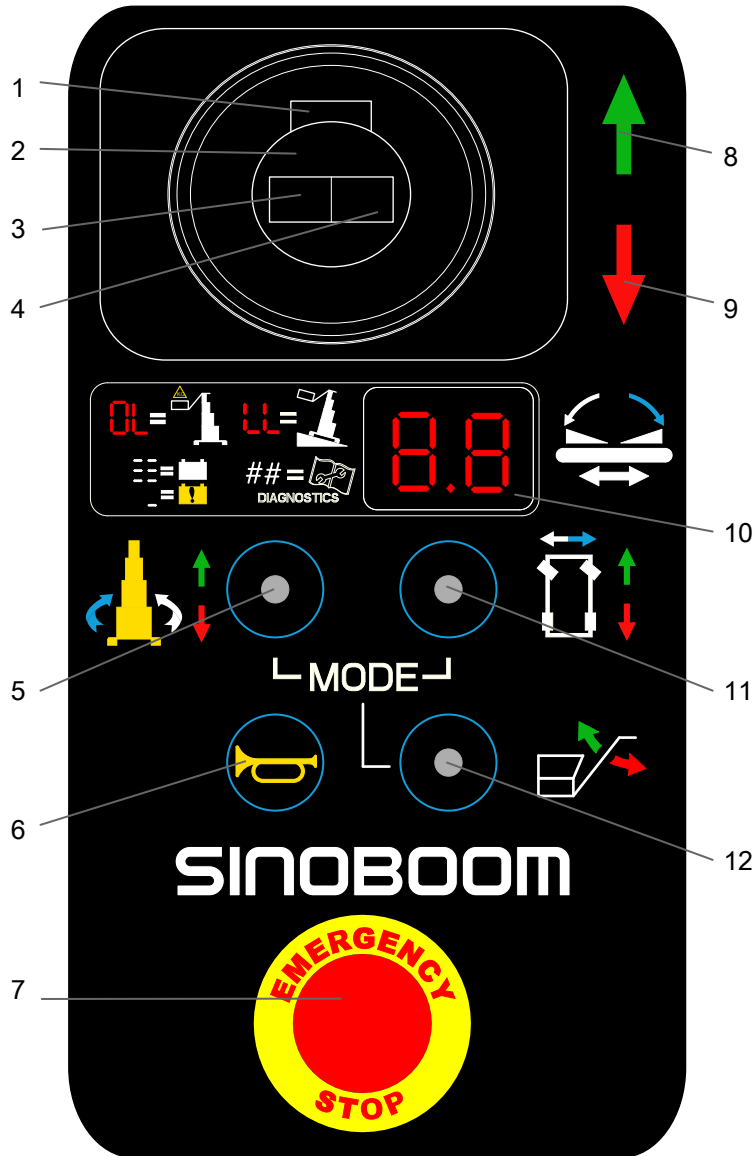 1
2
3
4
8
9
OL=
LL=
--=
_=
##=
DIAGNOSTICS
8.8
10
5
MODE
11
6
12
SINOBOOM
7
EMERGENCY
STOP